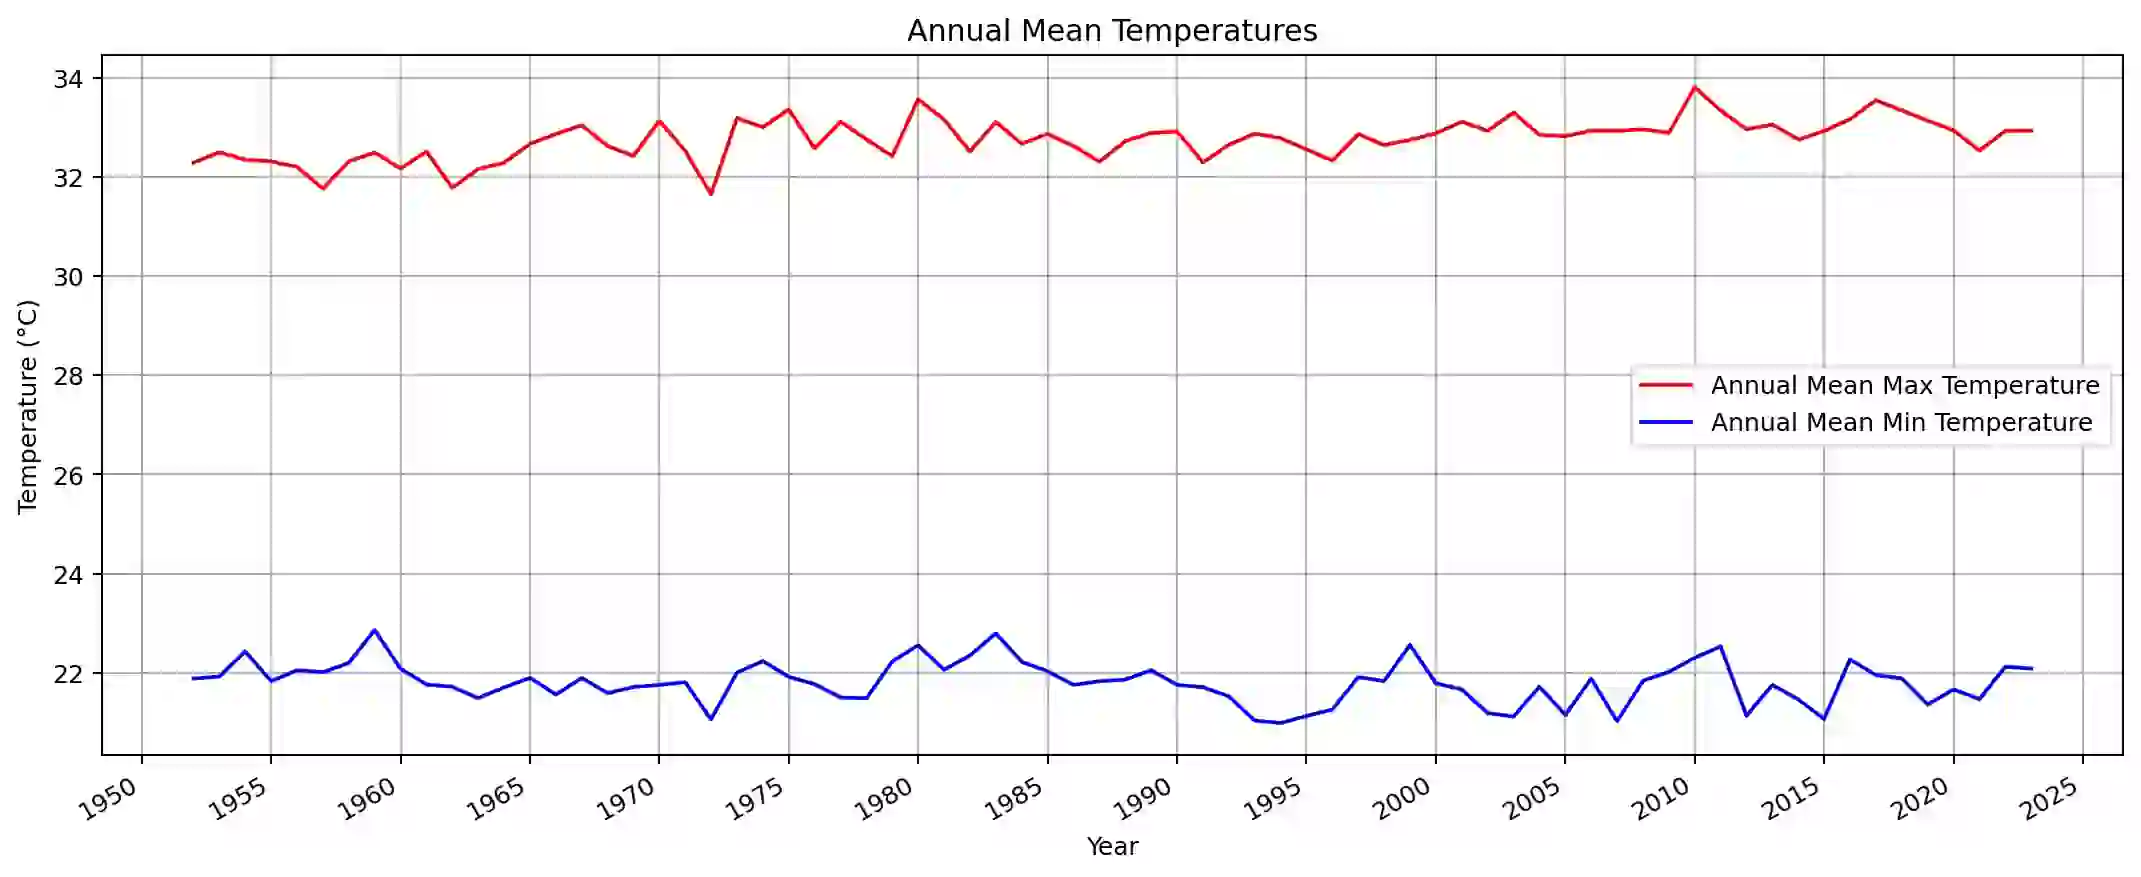 Annual Mean Temperatures
34
32
30
28
26
24
22
Temperature (°C)
Annual Mean Max Temperature
Annual Mean Min Temperature
1950 1955 1960 1965 1970 1975 1980 1985 1990 1995 2000 2005 2010 2015 2020 2025
Year